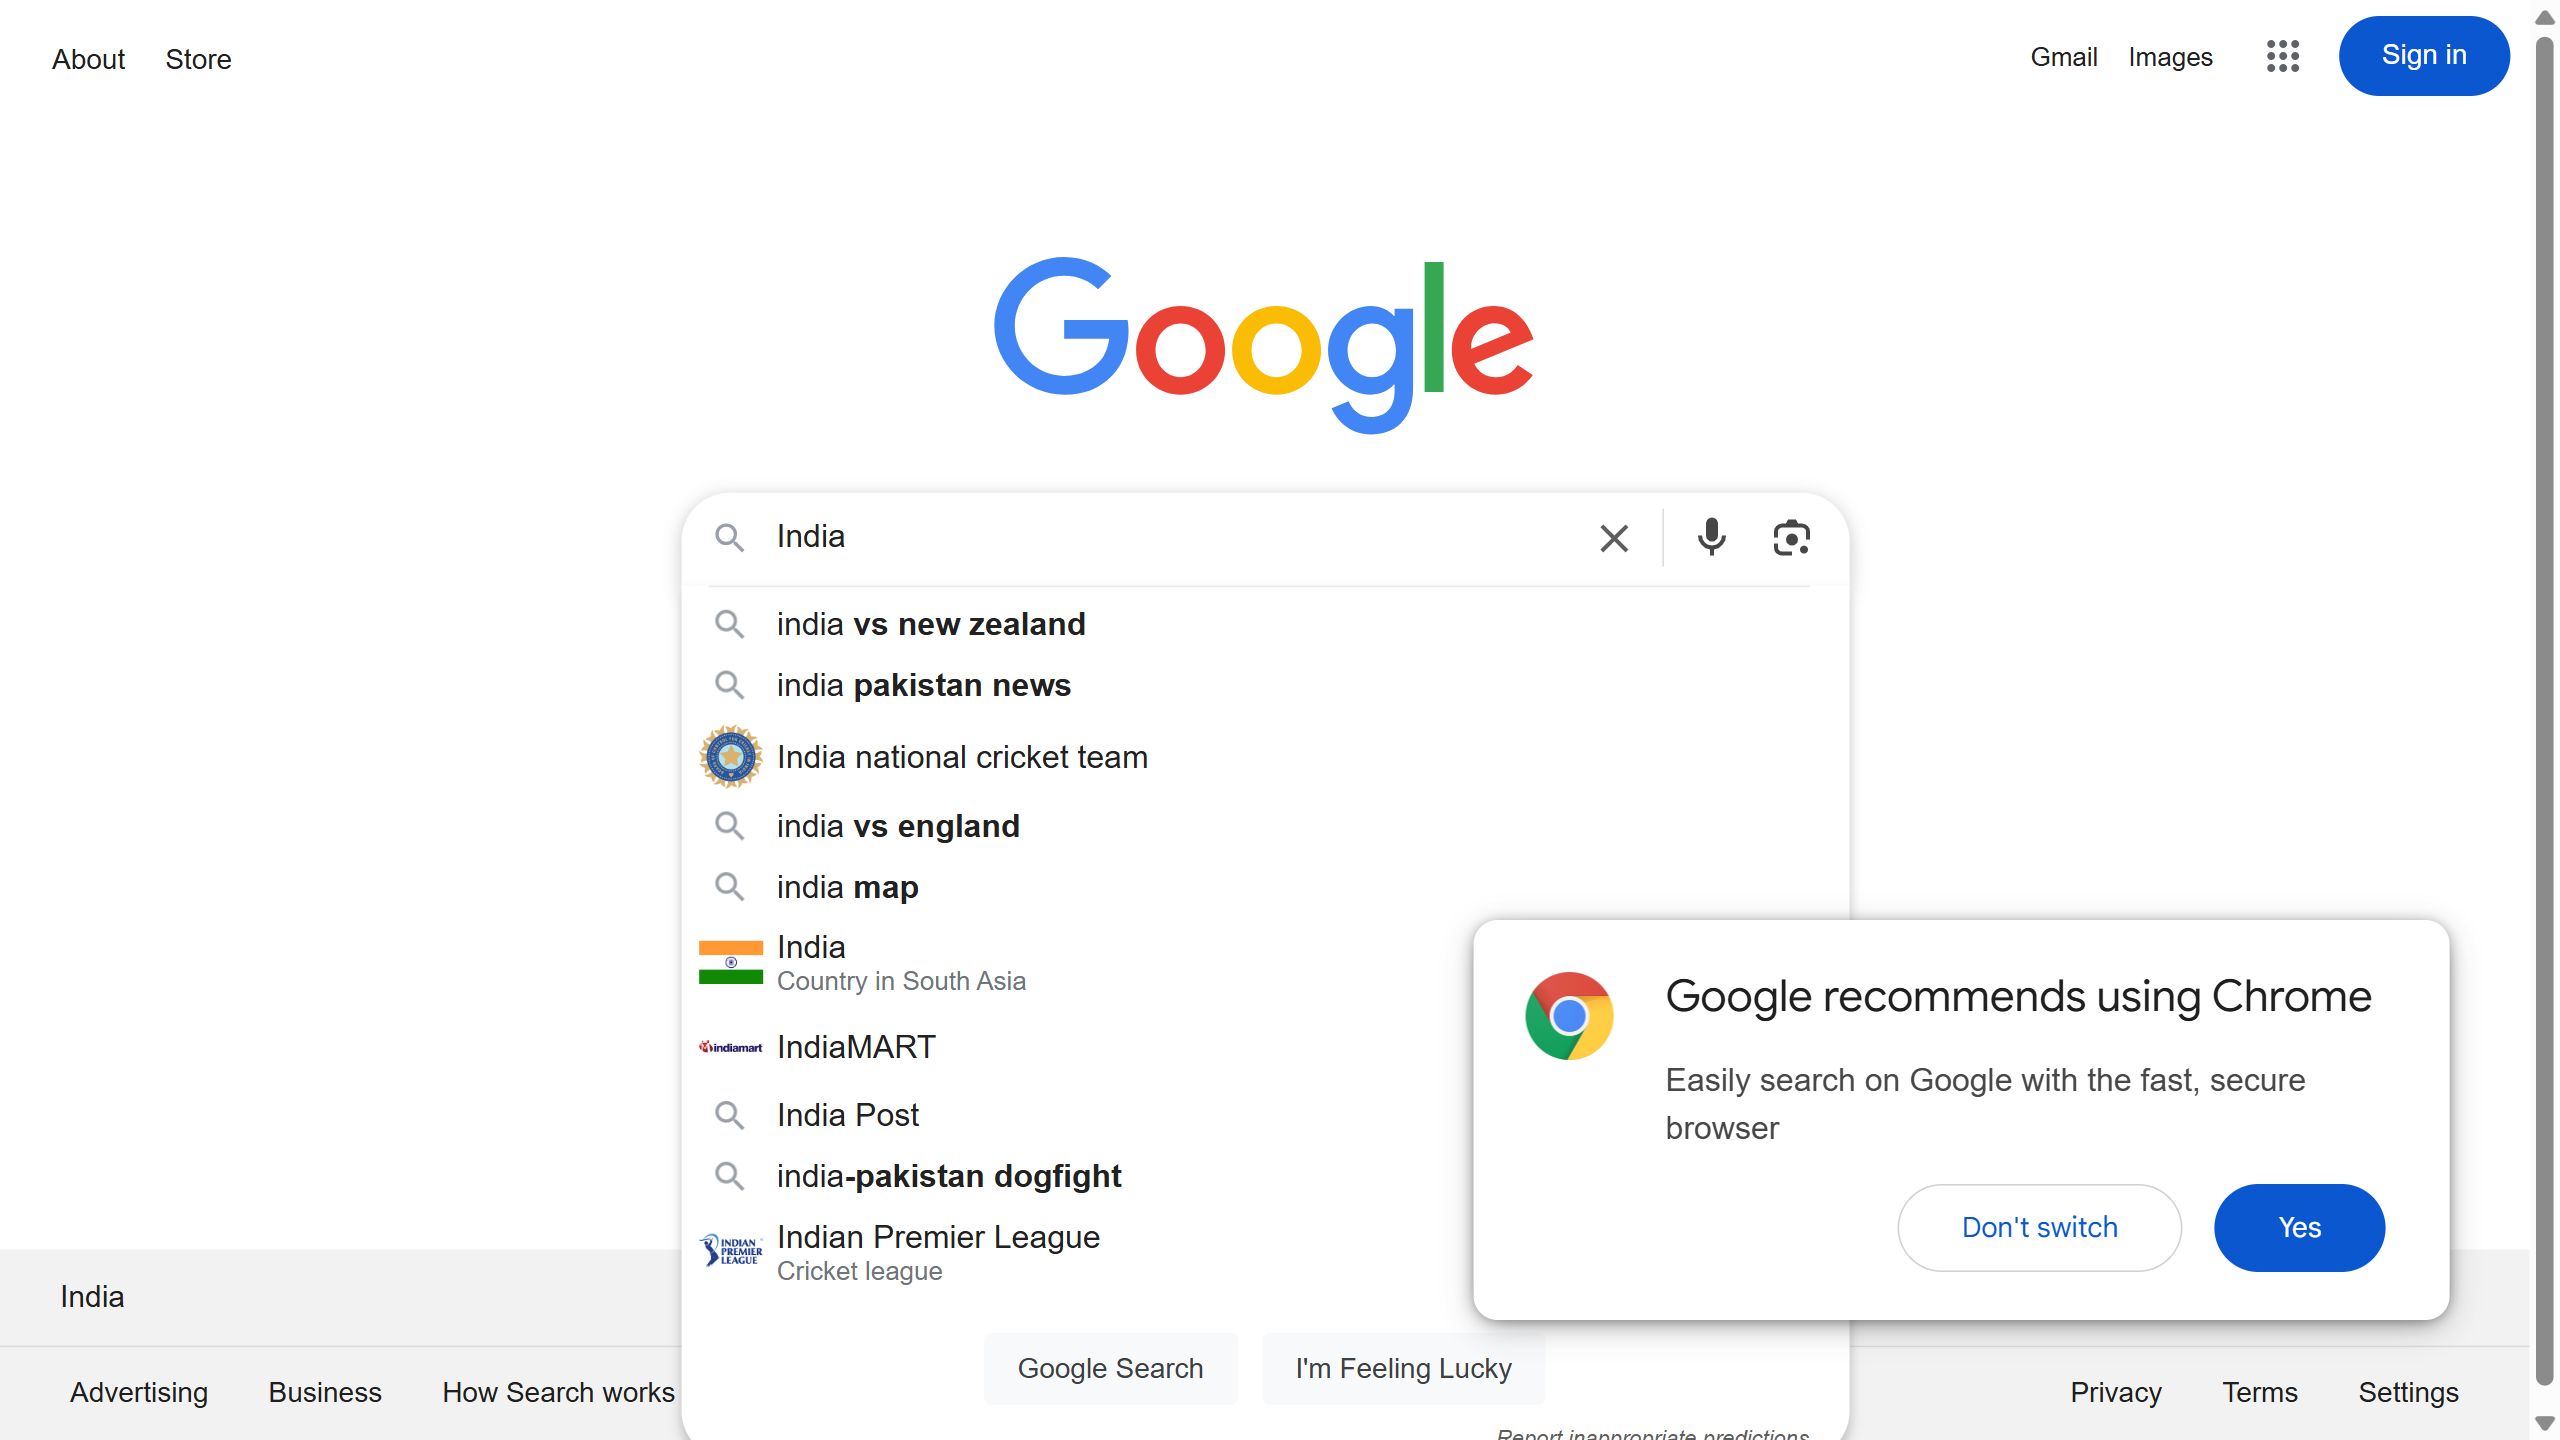 About Store
Gmail Images Sign in
Google
India
india vs new zealand
india pakistan news
India national cricket team
india vs england
india map
India
Country in South Asia
indiamart IndiaMART
India Post
india-pakistan dogfight
INDIAN PREMIER LEAGUE
Indian Premier League
Cricket league
Google Search I'm Feeling Lucky
Report inappropriate predictions
Google recommends using Chrome
Easily search on Google with the fast, secure
browser
Don't switch Yes
India
Advertising Business How Search works
Privacy Terms Settings